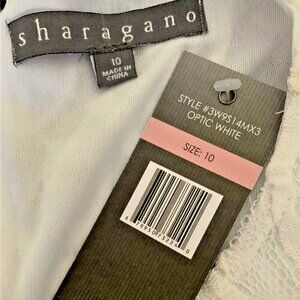 sharagano
10
MADE IN
CHINA
STYLE #3W9S14MX3
OPTIC WHITE
SIZE: 10